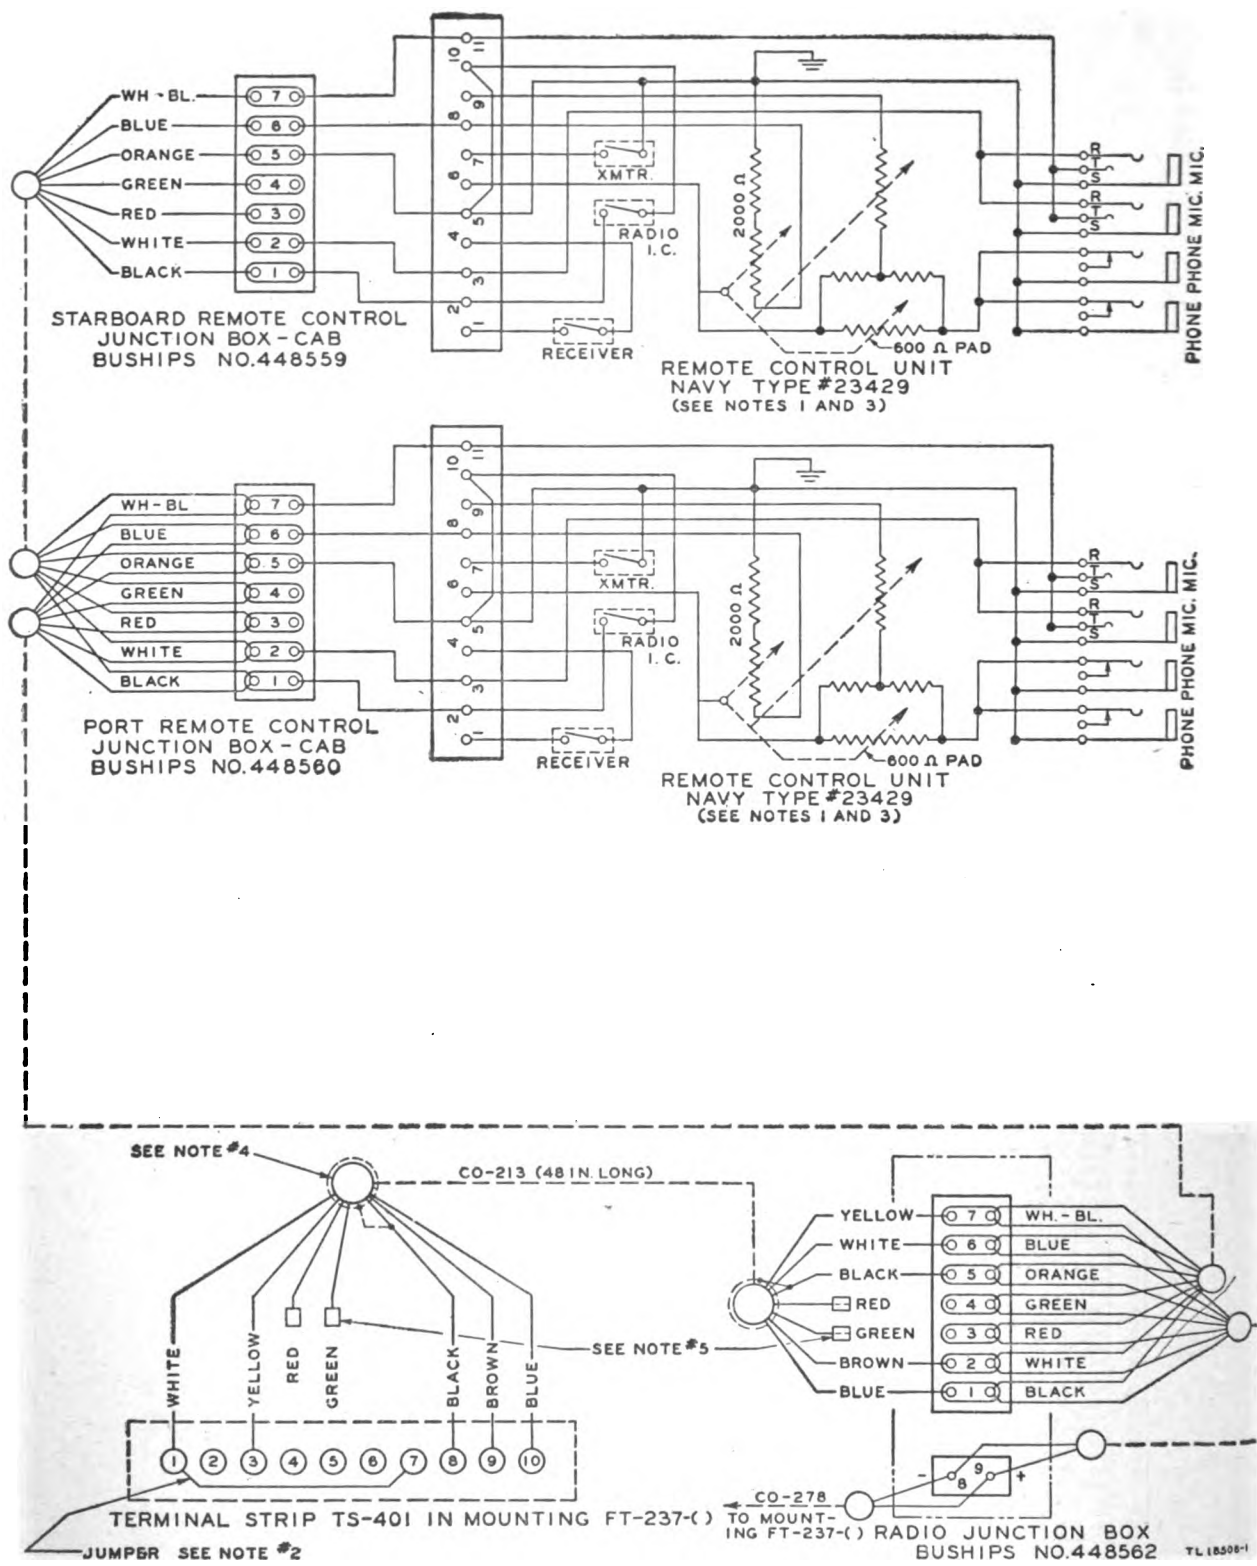 11
10
WH-BL.
7
9
BLUE
6
8
ORANGE
5
7
XMTR.
R
T
S
GREEN
4
6
RED
3
5
RADIO
I.C.
2000 Ω
R
T
S
WHITE
2
4
BLACK
1
3
2
1
RECEIVER
600 Ω PAD
PHONE PHONE MIC. MIC.
STARBOARD REMOTE CONTROL
JUNCTION BOX-CAB
BUSHIPS NO.448559
REMOTE CONTROL UNIT
NAVY TYPE #23429
(SEE NOTES 1 AND 3)
11
10
WH-BL
7
9
BLUE
6
8
ORANGE
5
7
XMTR.
R
T
S
GREEN
4
6
RED
3
5
RADIO
I.C.
2000 Ω
R
T
S
WHITE
2
4
BLACK
1
3
2
1
RECEIVER
600 Ω PAD
PHONE PHONE MIC. MIC.
PORT REMOTE CONTROL
JUNCTION BOX-CAB
BUSHIPS NO.448560
REMOTE CONTROL UNIT
NAVY TYPE #23429
(SEE NOTES 1 AND 3)
SEE NOTE #4
CO-213 (48 IN. LONG)
YELLOW
7
WH.-BL.
WHITE
6
BLUE
BLACK
5
ORANGE
RED
4
GREEN
GREEN
3
RED
BROWN
2
WHITE
BLUE
1
BLACK
SEE NOTE #5
WHITE
YELLOW
RED
GREEN
BLACK
BROWN
BLUE
1 2 3 4 5 6 7 8 9 10
- 8 9 +
CO-278
TO MOUNT-
ING FT-237-()
TERMINAL STRIP TS-401 IN MOUNTING FT-237-()
RADIO JUNCTION BOX
BUSHIPS NO.448562
JUMPER SEE NOTE #2
TL 18508-1